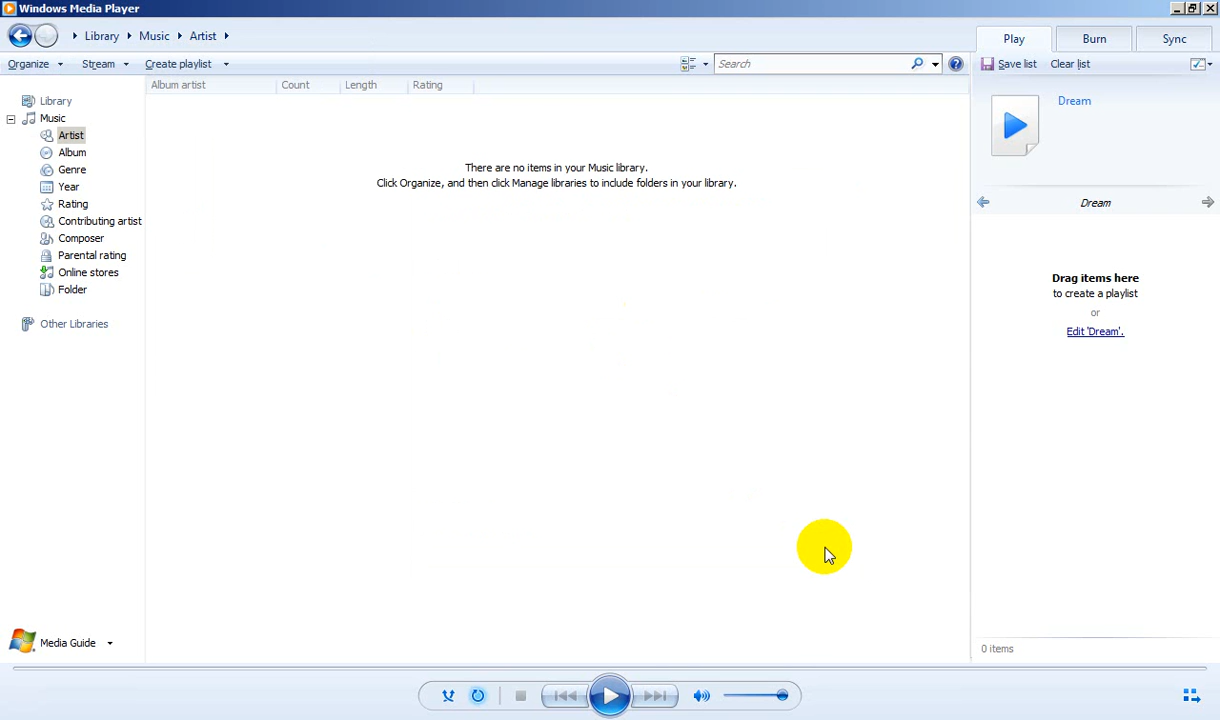 Windows Media Player
Library Music Artist
Play Burn Sync
Organize Stream Create playlist
Search
Save list Clear list
Album artist Count Length Rating
Library
Music
Artist
Album
Genre
Year
Rating
Contributing artist
Composer
Parental rating
Online stores
Folder
Other Libraries
There are no items in your Music library.
Click Organize, and then click Manage libraries to include folders in your library.
Dream
Dream
Drag items here
to create a playlist
or
Edit 'Dream'.
Media Guide
0 items